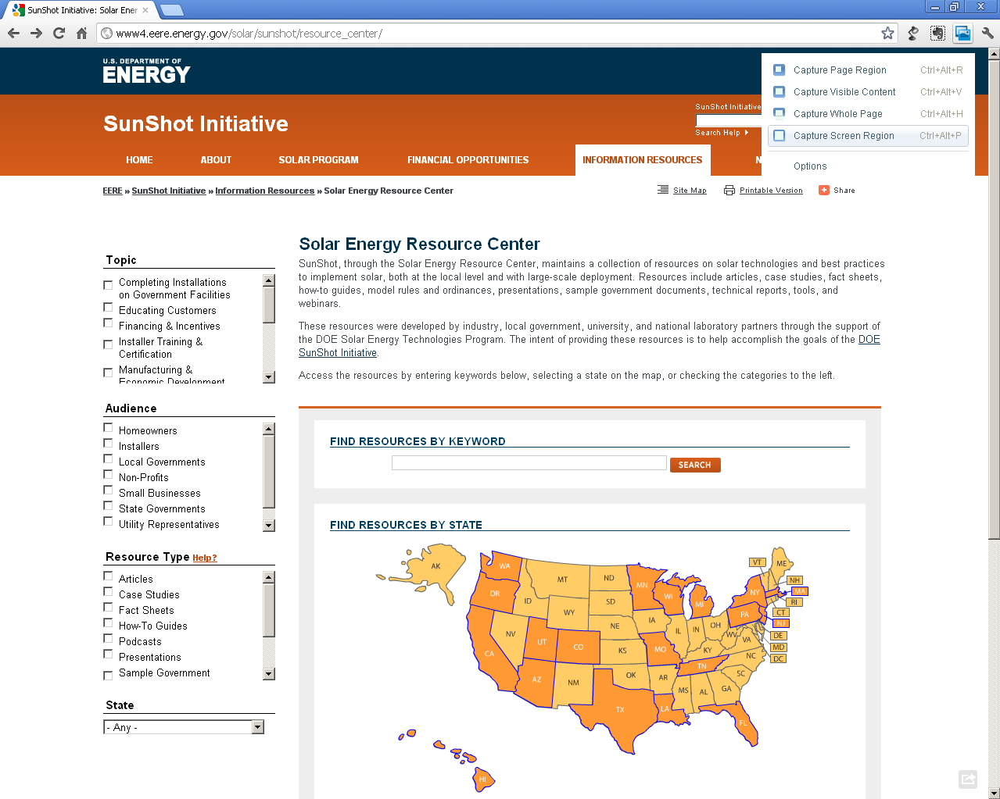 SunShot Initiative: Solar Ener
www4.eere.energy.gov/solar/sunshot/resource_center/
U.S. DEPARTMENT OF
ENERGY
Capture Page Region Ctrl+Alt+R
Capture Visible Content Ctrl+Alt+V
Capture Whole Page Ctrl+Alt+H
Capture Screen Region Ctrl+Alt+P
Options
SunShot Initiative
SunShot Initiative
Search Help
HOME ABOUT SOLAR PROGRAM FINANCIAL OPPORTUNITIES INFORMATION RESOURCES N
EERE » SunShot Initiative » Information Resources » Solar Energy Resource Center
Site Map Printable Version Share
Solar Energy Resource Center
SunShot, through the Solar Energy Resource Center, maintains a collection of resources on solar technologies and best practices
to implement solar, both at the local level and with large-scale deployment. Resources include articles, case studies, fact sheets,
how-to guides, model rules and ordinances, presentations, sample government documents, technical reports, tools, and
webinars.
These resources were developed by industry, local government, university, and national laboratory partners through the support of
the DOE Solar Energy Technologies Program. The intent of providing these resources is to help accomplish the goals of the DOE
SunShot Initiative.
Access the resources by entering keywords below, selecting a state on the map, or checking the categories to the left.
Topic
Completing Installations
on Government Facilities
Educating Customers
Financing & Incentives
Installer Training &
Certification
Manufacturing &
Economic Development
Audience
Homeowners
Installers
Local Governments
Non-Profits
Small Businesses
State Governments
Utility Representatives
Resource Type Help?
Articles
Case Studies
Fact Sheets
How-To Guides
Podcasts
Presentations
Sample Government
State
- Any -
FIND RESOURCES BY KEYWORD
SEARCH
FIND RESOURCES BY STATE
AK WA MT ND MN VT ME
OR ID SD WI MI NY NH MA
WY RI
NV NE IA PA CT NJ
CA UT CO KS MO IL IN OH WV VA DE
KY MD
NC DC
AZ NM OK AR TN SC
MS AL GA
TX LA FL
HI